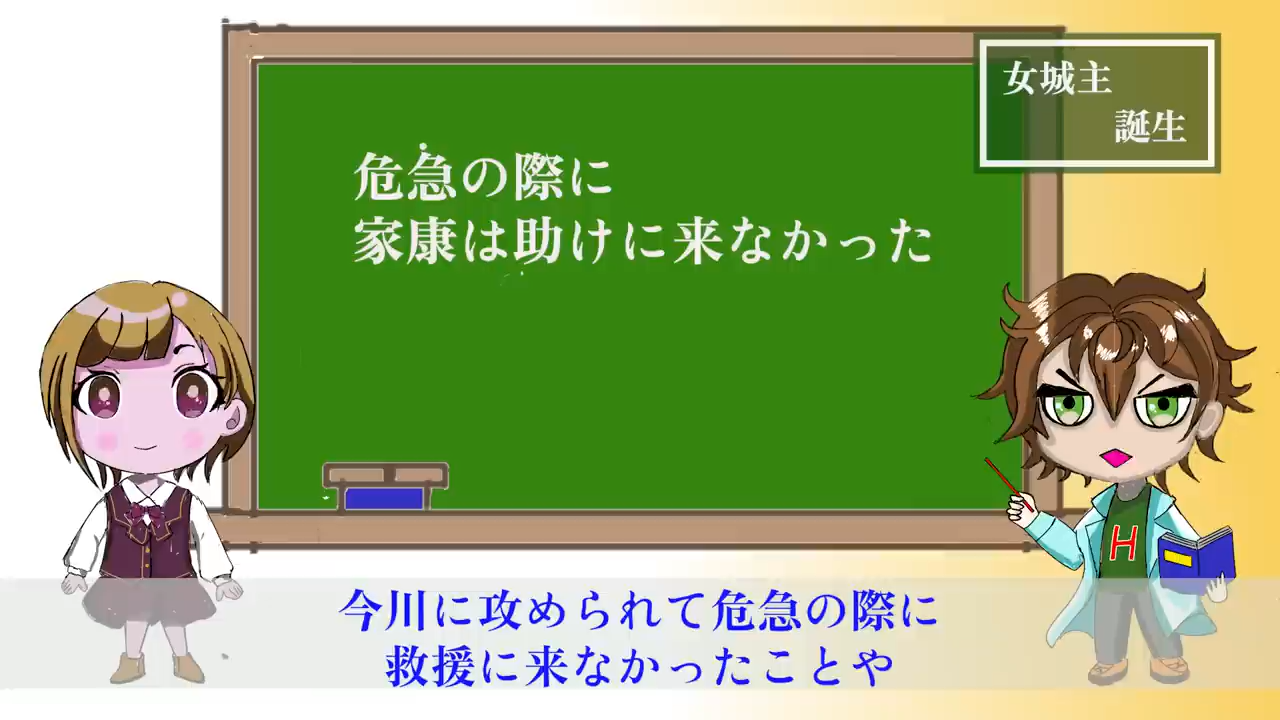 女城主
誕生
危急の際に
家康は助けに来なかった
H
今川に攻められて危急の際に
救援に来なかったことや